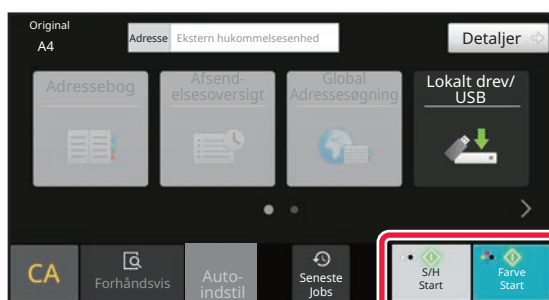 Original
A4
Adresse Ekstern hukommelsesenhed
Detaljer
Adressebog
Afsend-
elsesoversigt
Global
Adressesøgning
Lokalt drev/
USB
CA
Forhåndsvis
Auto-
indstil
Seneste
Jobs
S/H
Start
Farve
Start